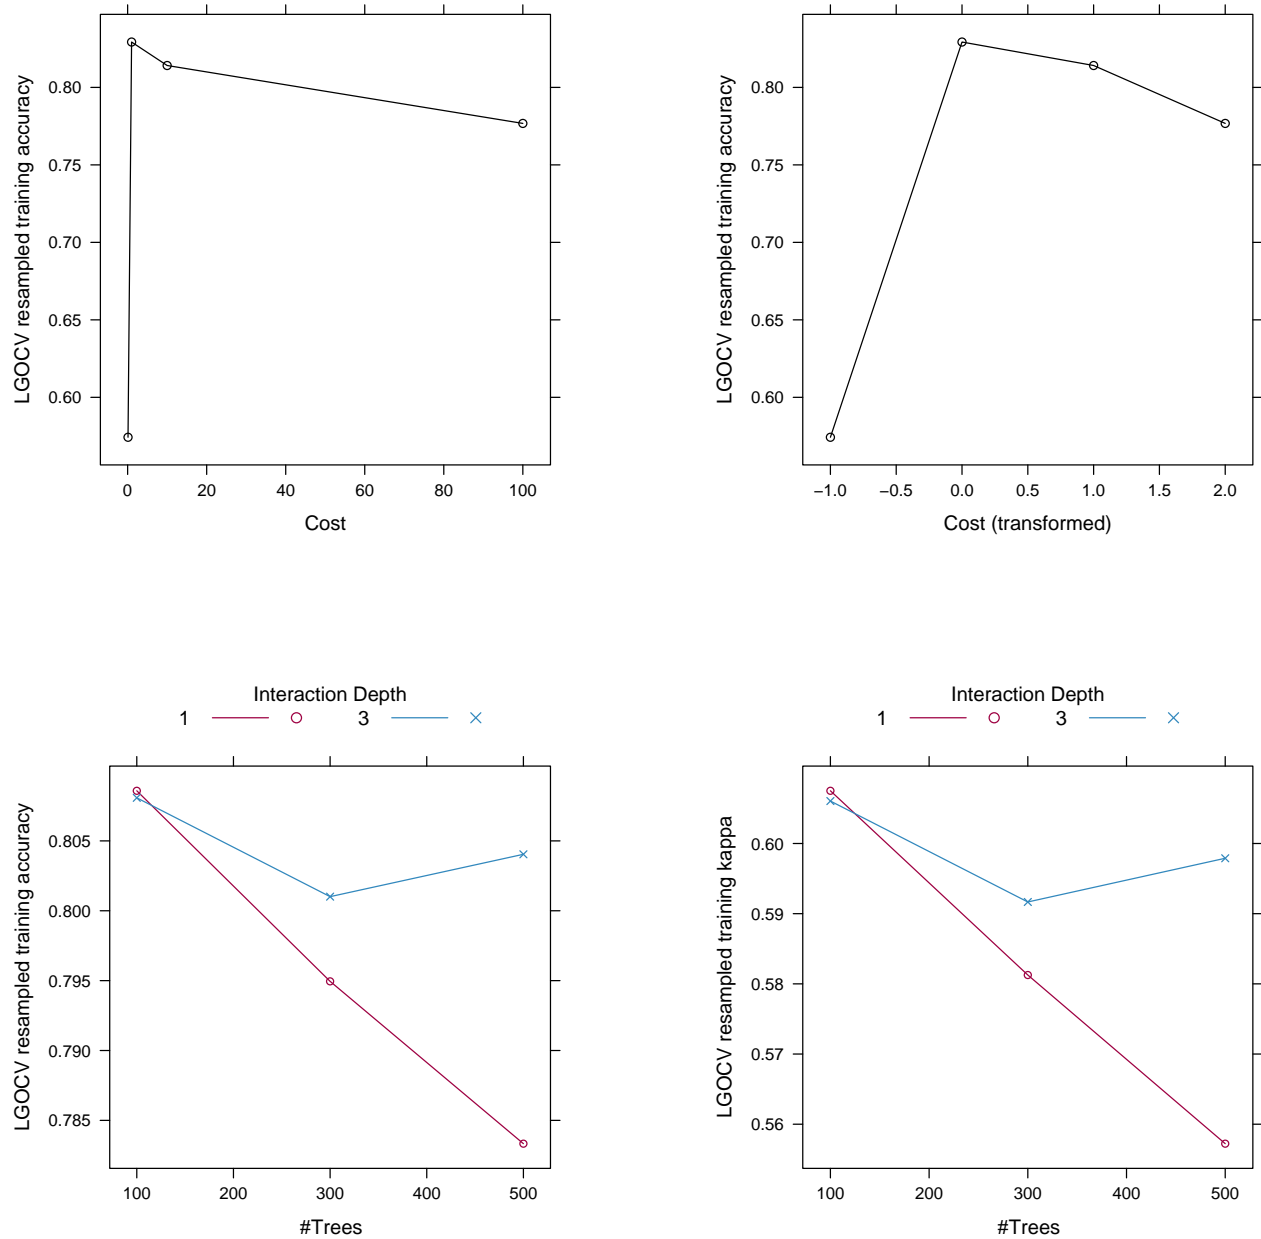 LGOCV resampled training accuracy
0.80
0.75
0.70
0.65
0.60
0 20 40 60 80 100
Cost
LGOCV resampled training accuracy
0.80
0.75
0.70
0.65
0.60
−1.0 −0.5 0.0 0.5 1.0 1.5 2.0
Cost (transformed)
Interaction Depth
1 3
LGOCV resampled training accuracy
0.805
0.800
0.795
0.790
0.785
100 200 300 400 500
#Trees
Interaction Depth
1 3
LGOCV resampled training kappa
0.60
0.59
0.58
0.57
0.56
100 200 300 400 500
#Trees